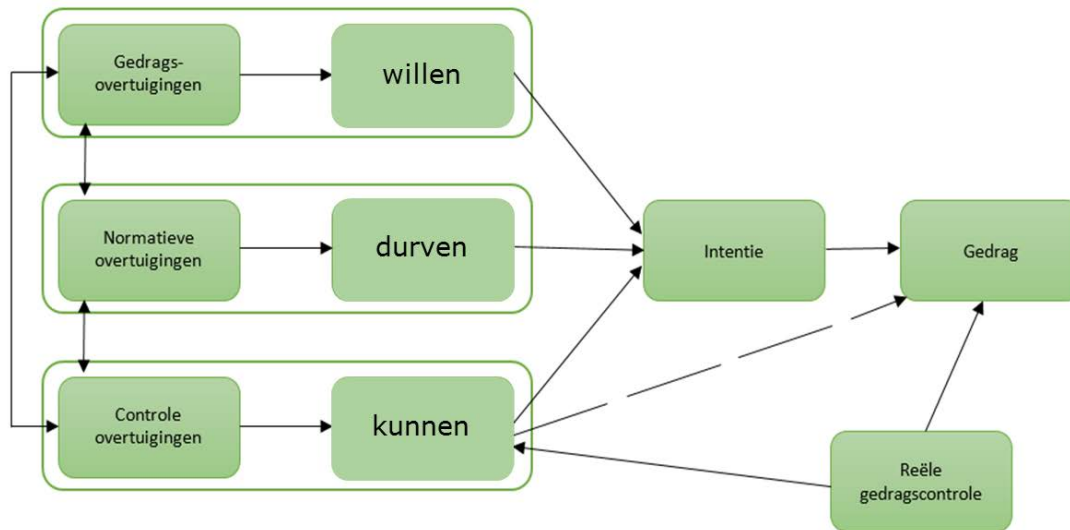 Gedrags-
overtuigingen
willen
Normatieve
overtuigingen
durven
Intentie
Gedrag
Controle
overtuigingen
kunnen
Reële
gedragscontrole